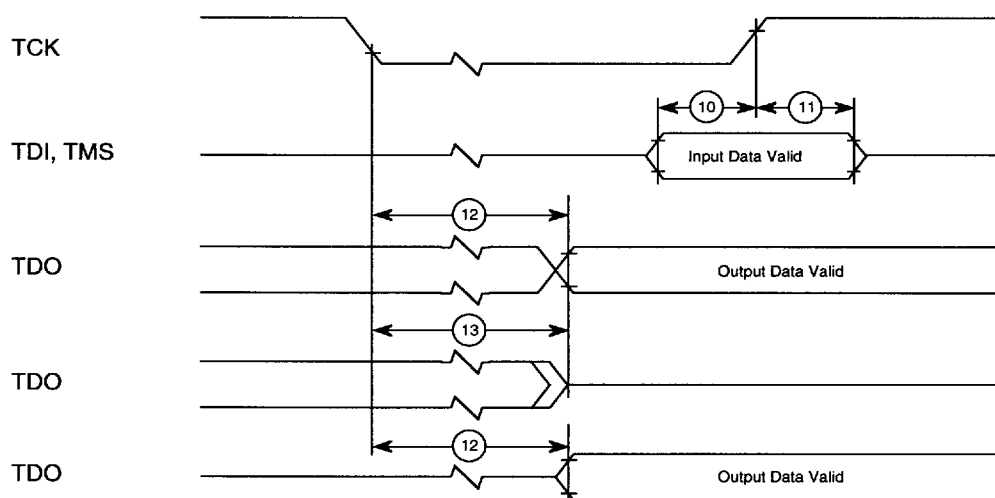 TCK
10
11
TDI, TMS
Input Data Valid
12
TDO
Output Data Valid
13
TDO
12
TDO
Output Data Valid